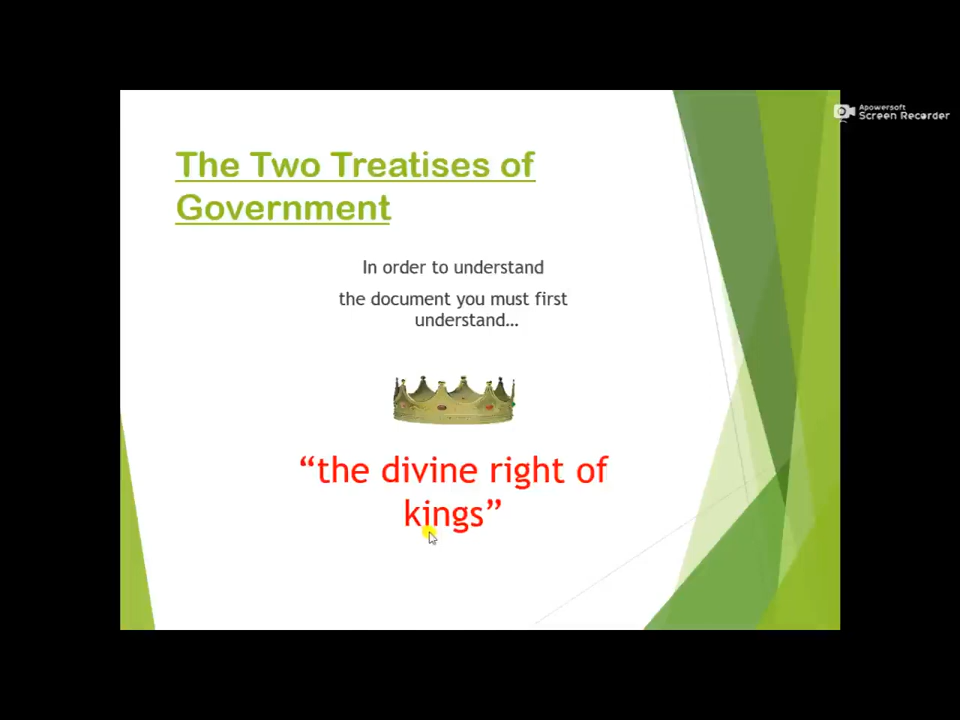 Apowersoft
Screen Recorder
The Two Treatises of
Government
In order to understand
the document you must first
understand…
“the divine right of
kings”